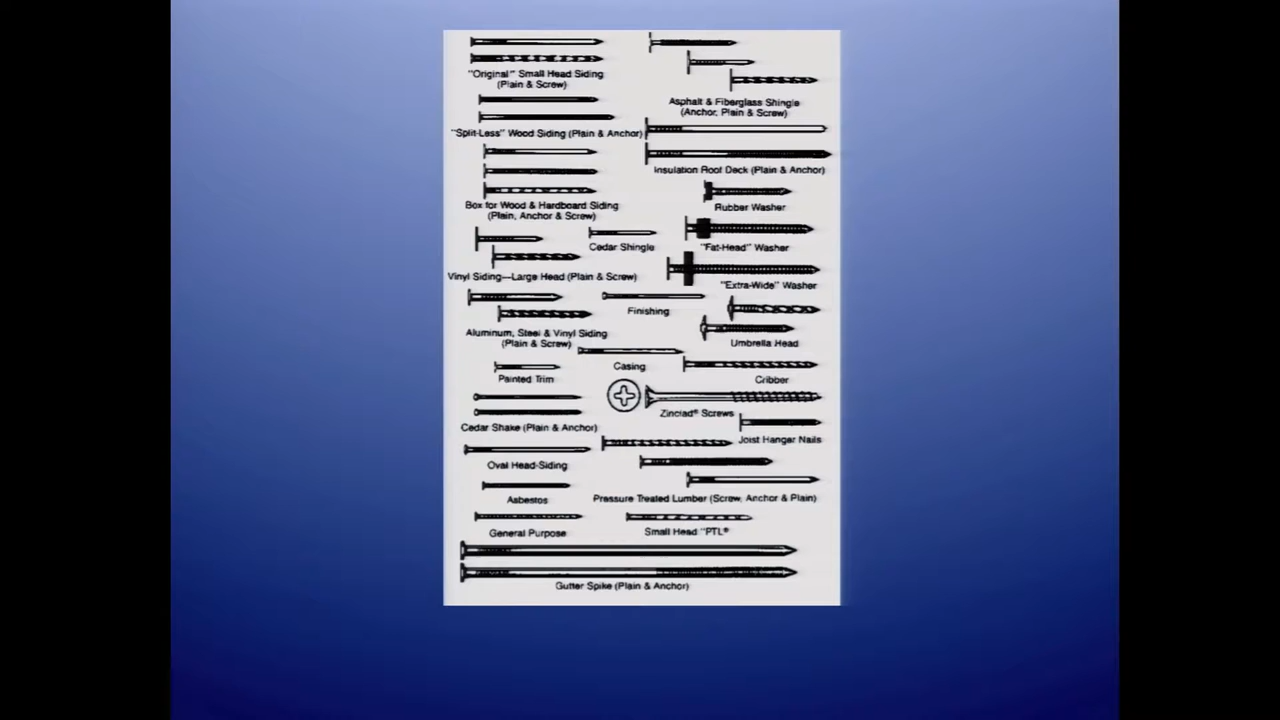 "Original" Small Head Siding
(Plain & Screw)
"Split-Less" Wood Siding (Plain & Anchor)
Box for Wood & Hardboard Siding
(Plain, Anchor & Screw)
Cedar Shingle
Vinyl Siding—Large Head (Plain & Screw)
Finishing
Aluminum, Steel & Vinyl Siding
(Plain & Screw)
Casing
Painted Trim
Cedar Shake (Plain & Anchor)
Oval Head-Siding
Asbestos
General Purpose
Asphalt & Fiberglass Shingle
(Anchor, Plain & Screw)
Insulation Roof Deck (Plain & Anchor)
Rubber Washer
"Fat-Head" Washer
"Extra-Wide" Washer
Umbrella Head
Cribber
Zinclad® Screws
Joist Hanger Nails
Pressure Treated Lumber (Screw, Anchor & Plain)
Small Head "PTL®
Gutter Spike (Plain & Anchor)